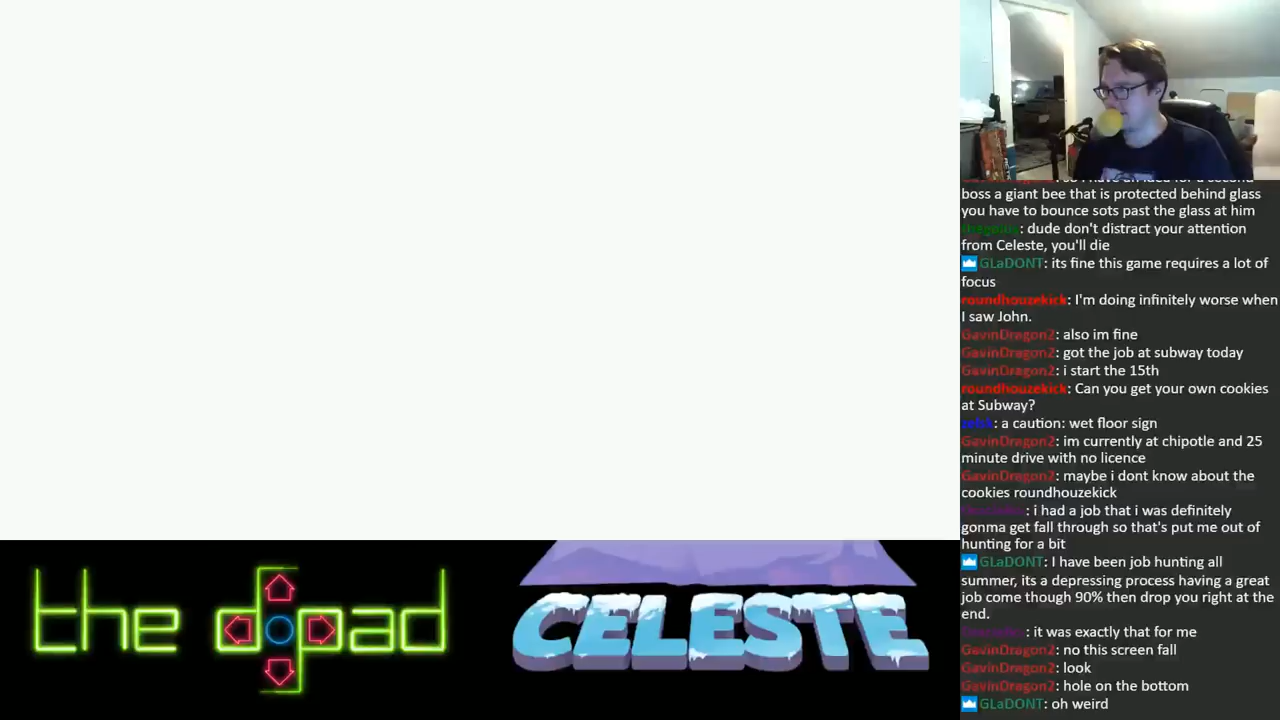 boss a giant bee that is protected behind glass
you have to bounce sots past the glass at him
: dude don't distract your attention
from Celeste, you'll die
GLaDONT: its fine this game requires a lot of
focus
roundhouzekick: I'm doing infinitely worse when
I saw John.
GavinDragon2: also im fine
GavinDragon2: got the job at subway today
GavinDragon2: i start the 15th
roundhouzekick: Can you get your own cookies
at Subway?
: a caution: wet floor sign
GavinDragon2: im currently at chipotle and 25
minute drive with no licence
GavinDragon2: maybe i dont know about the
cookies roundhouzekick
: i had a job that i was definitely
gonna get fall through so that's put me out of
hunting for a bit
GLaDONT: I have been job hunting all
summer, its a depressing process having a great
job come though 90% then drop you right at the
end.
: it was exactly that for me
GavinDragon2: no this screen fall
GavinDragon2: look
GavinDragon2: hole on the bottom
GLaDONT: oh weird
the d pad
CELESTE